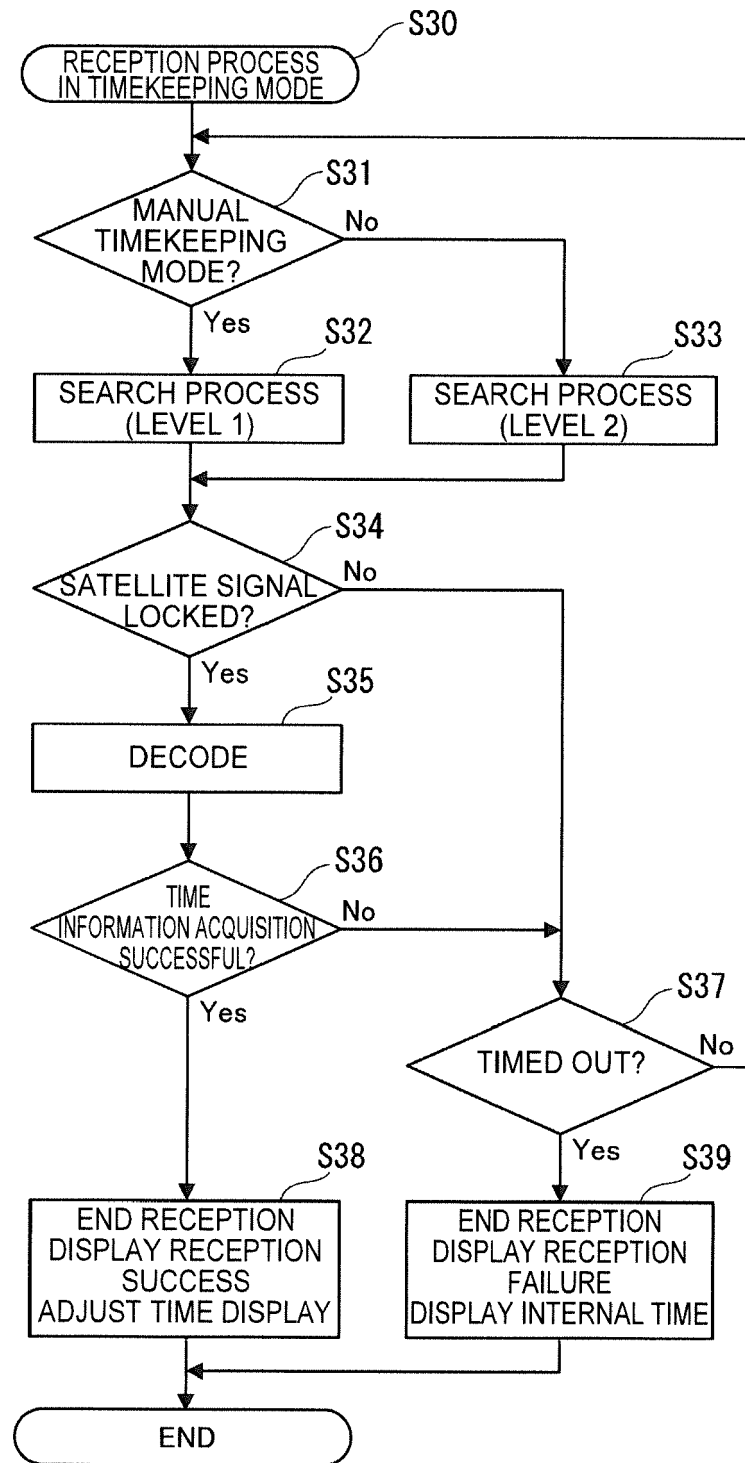 S30
RECEPTION PROCESS
IN TIMEKEEPING MODE
S31
MANUAL
TIMEKEEPING
MODE?
No
Yes
S32
SEARCH PROCESS
(LEVEL 1)
S33
SEARCH PROCESS
(LEVEL 2)
S34
SATELLITE SIGNAL
LOCKED?
No
Yes
S35
DECODE
S36
TIME
INFORMATION ACQUISITION
SUCCESSFUL?
No
Yes
S37
TIMED OUT?
No
Yes
S38
END RECEPTION
DISPLAY RECEPTION
SUCCESS
ADJUST TIME DISPLAY
S39
END RECEPTION
DISPLAY RECEPTION
FAILURE
DISPLAY INTERNAL TIME
END